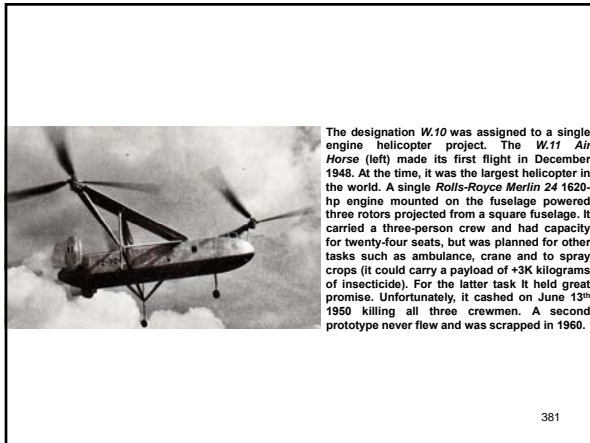 The designation W.10 was assigned to a single
engine helicopter project. The W.11 Air
Horse (left) made its first flight in December
1948. At the time, it was the largest helicopter in
the world. A single Rolls-Royce Merlin 24 1620-
hp engine mounted on the fuselage powered
three rotors projected from a square fuselage. It
carried a three-person crew and had capacity
for twenty-four seats, but was planned for other
tasks such as ambulance, crane and to spray
crops (it could carry a payload of +3K kilograms
of insecticide). For the latter task It held great
promise. Unfortunately, it cashed on June 13th
1950 killing all three crewmen. A second
prototype never flew and was scrapped in 1960.
381